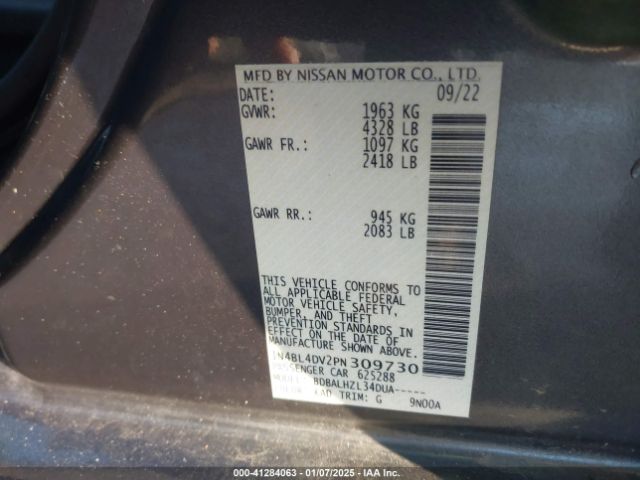 MFD BY NISSAN MOTOR CO., LTD.
DATE: 09/22
GVWR: 1963 KG
4328 LB
GAWR FR.: 1097 KG
2418 LB
GAWR RR.: 945 KG
2083 LB
THIS VEHICLE CONFORMS TO
ALL APPLICABLE FEDERAL
MOTOR VEHICLE SAFETY,
BUMPER, AND THEFT
PREVENTION STANDARDS IN
EFFECT ON THE DATE OF
MANUFACTURE SHOWN ABOVE.
1N4BL4DV2PN309730
PASSENGER CAR 625288
MODEL: BDBALHZL34DUA-----
COLOR: TRIM: G 9N00A
000-41284063 — 01/07/2025 — IAA Inc.